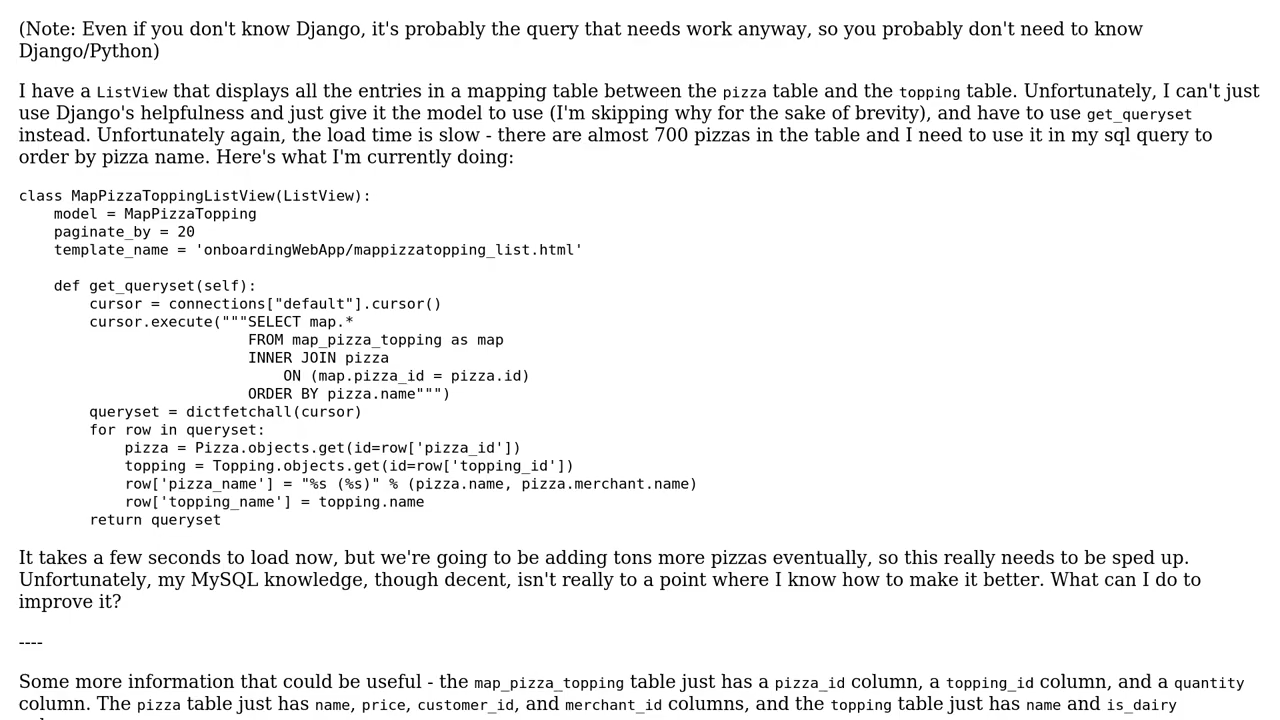 (Note: Even if you don't know Django, it's probably the query that needs work anyway, so you probably don't need to know
Django/Python)
I have a ListView that displays all the entries in a mapping table between the pizza table and the topping table. Unfortunately, I can't just
use Django's helpfulness and just give it the model to use (I'm skipping why for the sake of brevity), and have to use get_queryset
instead. Unfortunately again, the load time is slow - there are almost 700 pizzas in the table and I need to use it in my sql query to
order by pizza name. Here's what I'm currently doing:
class MapPizzaToppingListView(ListView):
    model = MapPizzaTopping
    paginate_by = 20
    template_name = 'onboardingWebApp/mappizzatopping_list.html'
    def get_queryset(self):
        cursor = connections["default"].cursor()
        cursor.execute("""SELECT map.*
                          FROM map_pizza_topping as map
                          INNER JOIN pizza
                              ON (map.pizza_id = pizza.id)
                          ORDER BY pizza.name""")
        queryset = dictfetchall(cursor)
        for row in queryset:
            pizza = Pizza.objects.get(id=row['pizza_id'])
            topping = Topping.objects.get(id=row['topping_id'])
            row['pizza_name'] = "%s (%s)" % (pizza.name, pizza.merchant.name)
            row['topping_name'] = topping.name
        return queryset
It takes a few seconds to load now, but we're going to be adding tons more pizzas eventually, so this really needs to be sped up.
Unfortunately, my MySQL knowledge, though decent, isn't really to a point where I know how to make it better. What can I do to
improve it?
----
Some more information that could be useful - the map_pizza_topping table just has a pizza_id column, a topping_id column, and a quantity
column. The pizza table just has name, price, customer_id, and merchant_id columns, and the topping table just has name and is_dairy